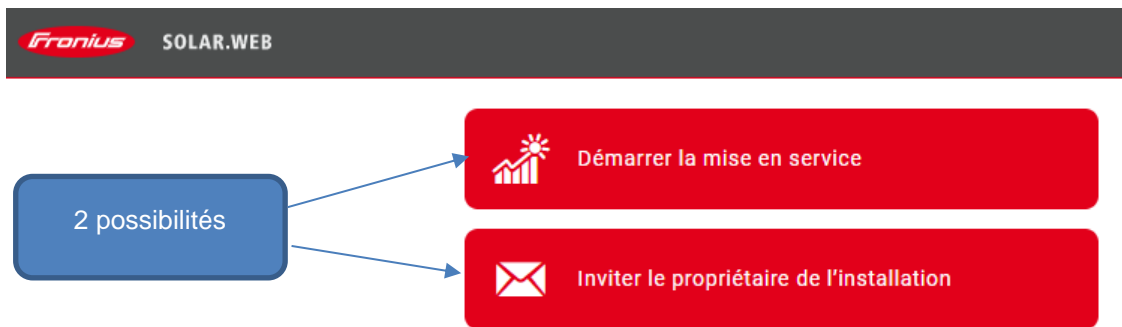 Fronius SOLAR.WEB
Démarrer la mise en service
2 possibilités
Inviter le propriétaire de l'installation